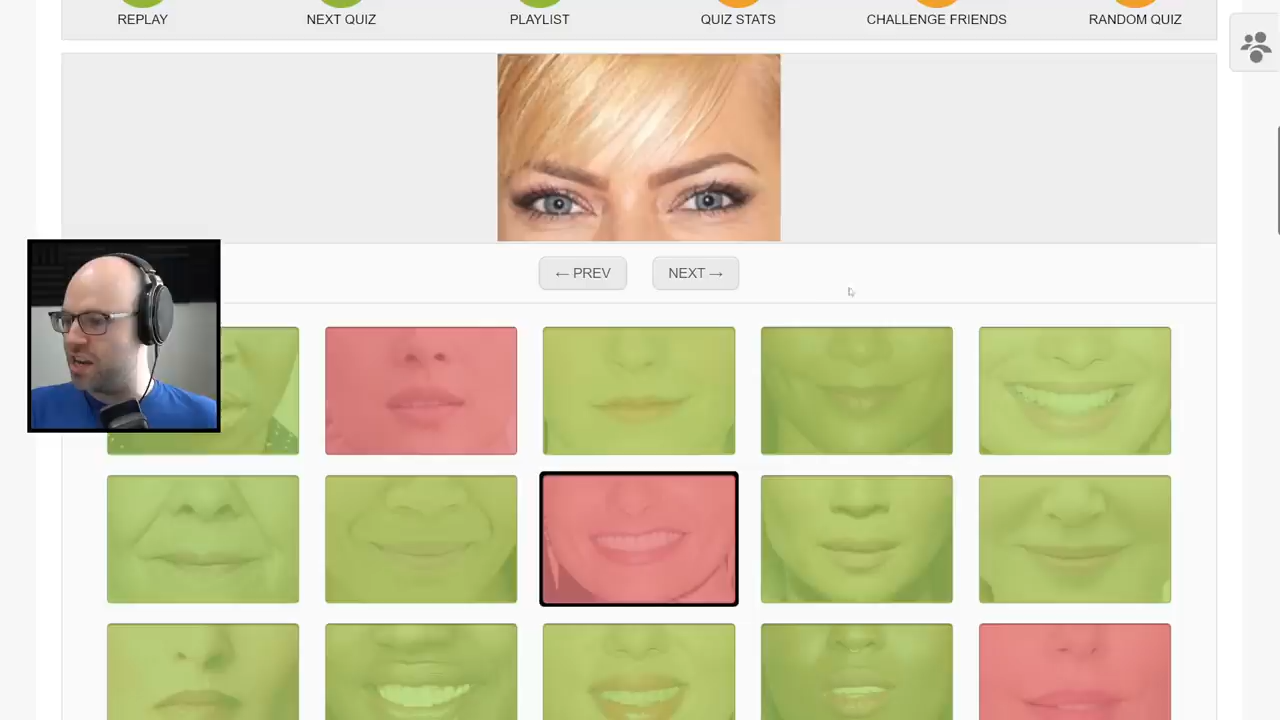 REPLAY NEXT QUIZ PLAYLIST QUIZ STATS CHALLENGE FRIENDS RANDOM QUIZ
← PREV NEXT →